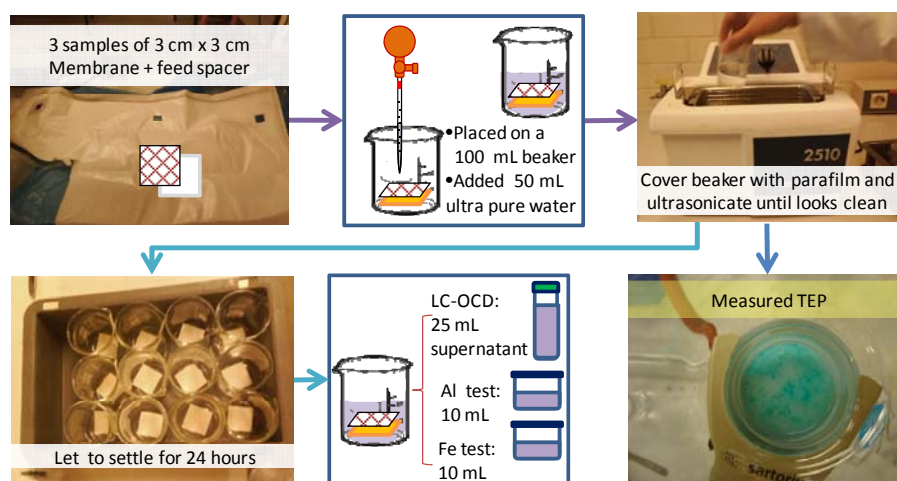 3 samples of 3 cm x 3 cm
Membrane + feed spacer
•Placed on a
100 mL beaker
•Added 50 mL
ultra pure water
2510
Cover beaker with parafilm and
ultrasonicate until looks clean
Let to settle for 24 hours
LC-OCD:
25 mL
supernatant
Al test:
10 mL
Fe test:
10 mL
Measured TEP
sartorius